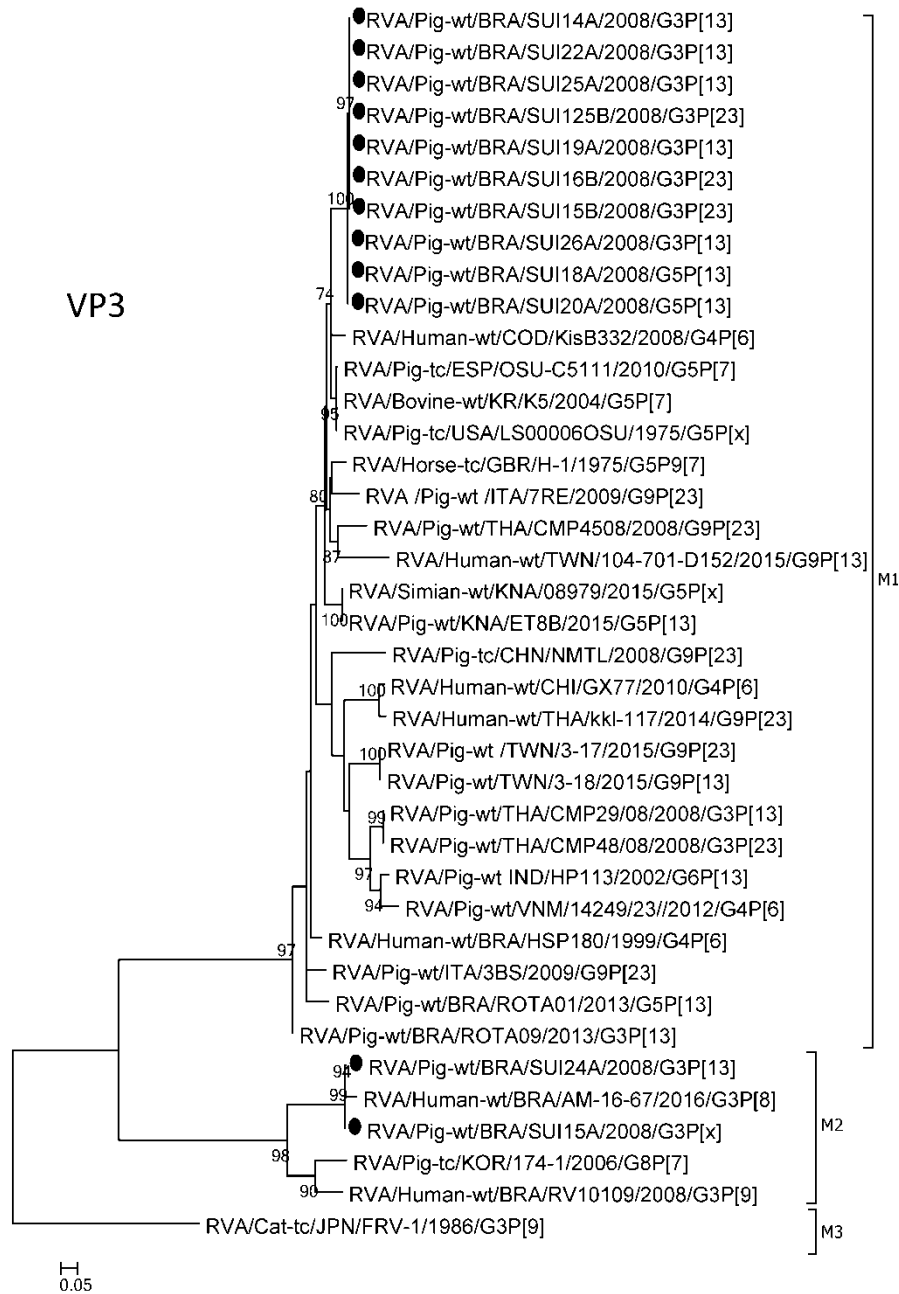 RVA/Pig-wt/BRA/SUI14A/2008/G3P[13]
RVA/Pig-wt/BRA/SUI22A/2008/G3P[13]
RVA/Pig-wt/BRA/SUI25A/2008/G3P[13]
97
RVA/Pig-wt/BRA/SUI125B/2008/G3P[23]
RVA/Pig-wt/BRA/SUI19A/2008/G3P[13]
RVA/Pig-wt/BRA/SUI16B/2008/G3P[23]
100
RVA/Pig-wt/BRA/SUI15B/2008/G3P[23]
RVA/Pig-wt/BRA/SUI26A/2008/G3P[13]
RVA/Pig-wt/BRA/SUI18A/2008/G5P[13]
74
VP3
RVA/Pig-wt/BRA/SUI20A/2008/G5P[13]
RVA/Human-wt/COD/KisB332/2008/G4P[6]
RVA/Pig-tc/ESP/OSU-C5111/2010/G5P[7]
RVA/Bovine-wt/KR/K5/2004/G5P[7]
95
RVA/Pig-tc/USA/LS00006OSU/1975/G5P[x]
RVA/Horse-tc/GBR/H-1/1975/G5P9[7]
80
RVA /Pig-wt /ITA/7RE/2009/G9P[23]
RVA/Pig-wt/THA/CMP4508/2008/G9P[23]
87
RVA/Human-wt/TWN/104-701-D152/2015/G9P[13]
M1
RVA/Simian-wt/KNA/08979/2015/G5P[x]
100
RVA/Pig-wt/KNA/ET8B/2015/G5P[13]
RVA/Pig-tc/CHN/NMTL/2008/G9P[23]
100
RVA/Human-wt/CHI/GX77/2010/G4P[6]
RVA/Human-wt/THA/kkl-117/2014/G9P[23]
100
RVA/Pig-wt /TWN/3-17/2015/G9P[23]
RVA/Pig-wt/TWN/3-18/2015/G9P[13]
99
RVA/Pig-wt/THA/CMP29/08/2008/G3P[13]
RVA/Pig-wt/THA/CMP48/08/2008/G3P[23]
97
RVA/Pig-wt IND/HP113/2002/G6P[13]
94
RVA/Pig-wt/VNM/14249/23//2012/G4P[6]
RVA/Human-wt/BRA/HSP180/1999/G4P[6]
97
RVA/Pig-wt/ITA/3BS/2009/G9P[23]
RVA/Pig-wt/BRA/ROTA01/2013/G5P[13]
RVA/Pig-wt/BRA/ROTA09/2013/G3P[13]
94
RVA/Pig-wt/BRA/SUI24A/2008/G3P[13]
99
RVA/Human-wt/BRA/AM-16-67/2016/G3P[8]
M2
RVA/Pig-wt/BRA/SUI15A/2008/G3P[x]
98
RVA/Pig-tc/KOR/174-1/2006/G8P[7]
90
RVA/Human-wt/BRA/RV10109/2008/G3P[9]
RVA/Cat-tc/JPN/FRV-1/1986/G3P[9]
M3
0.05